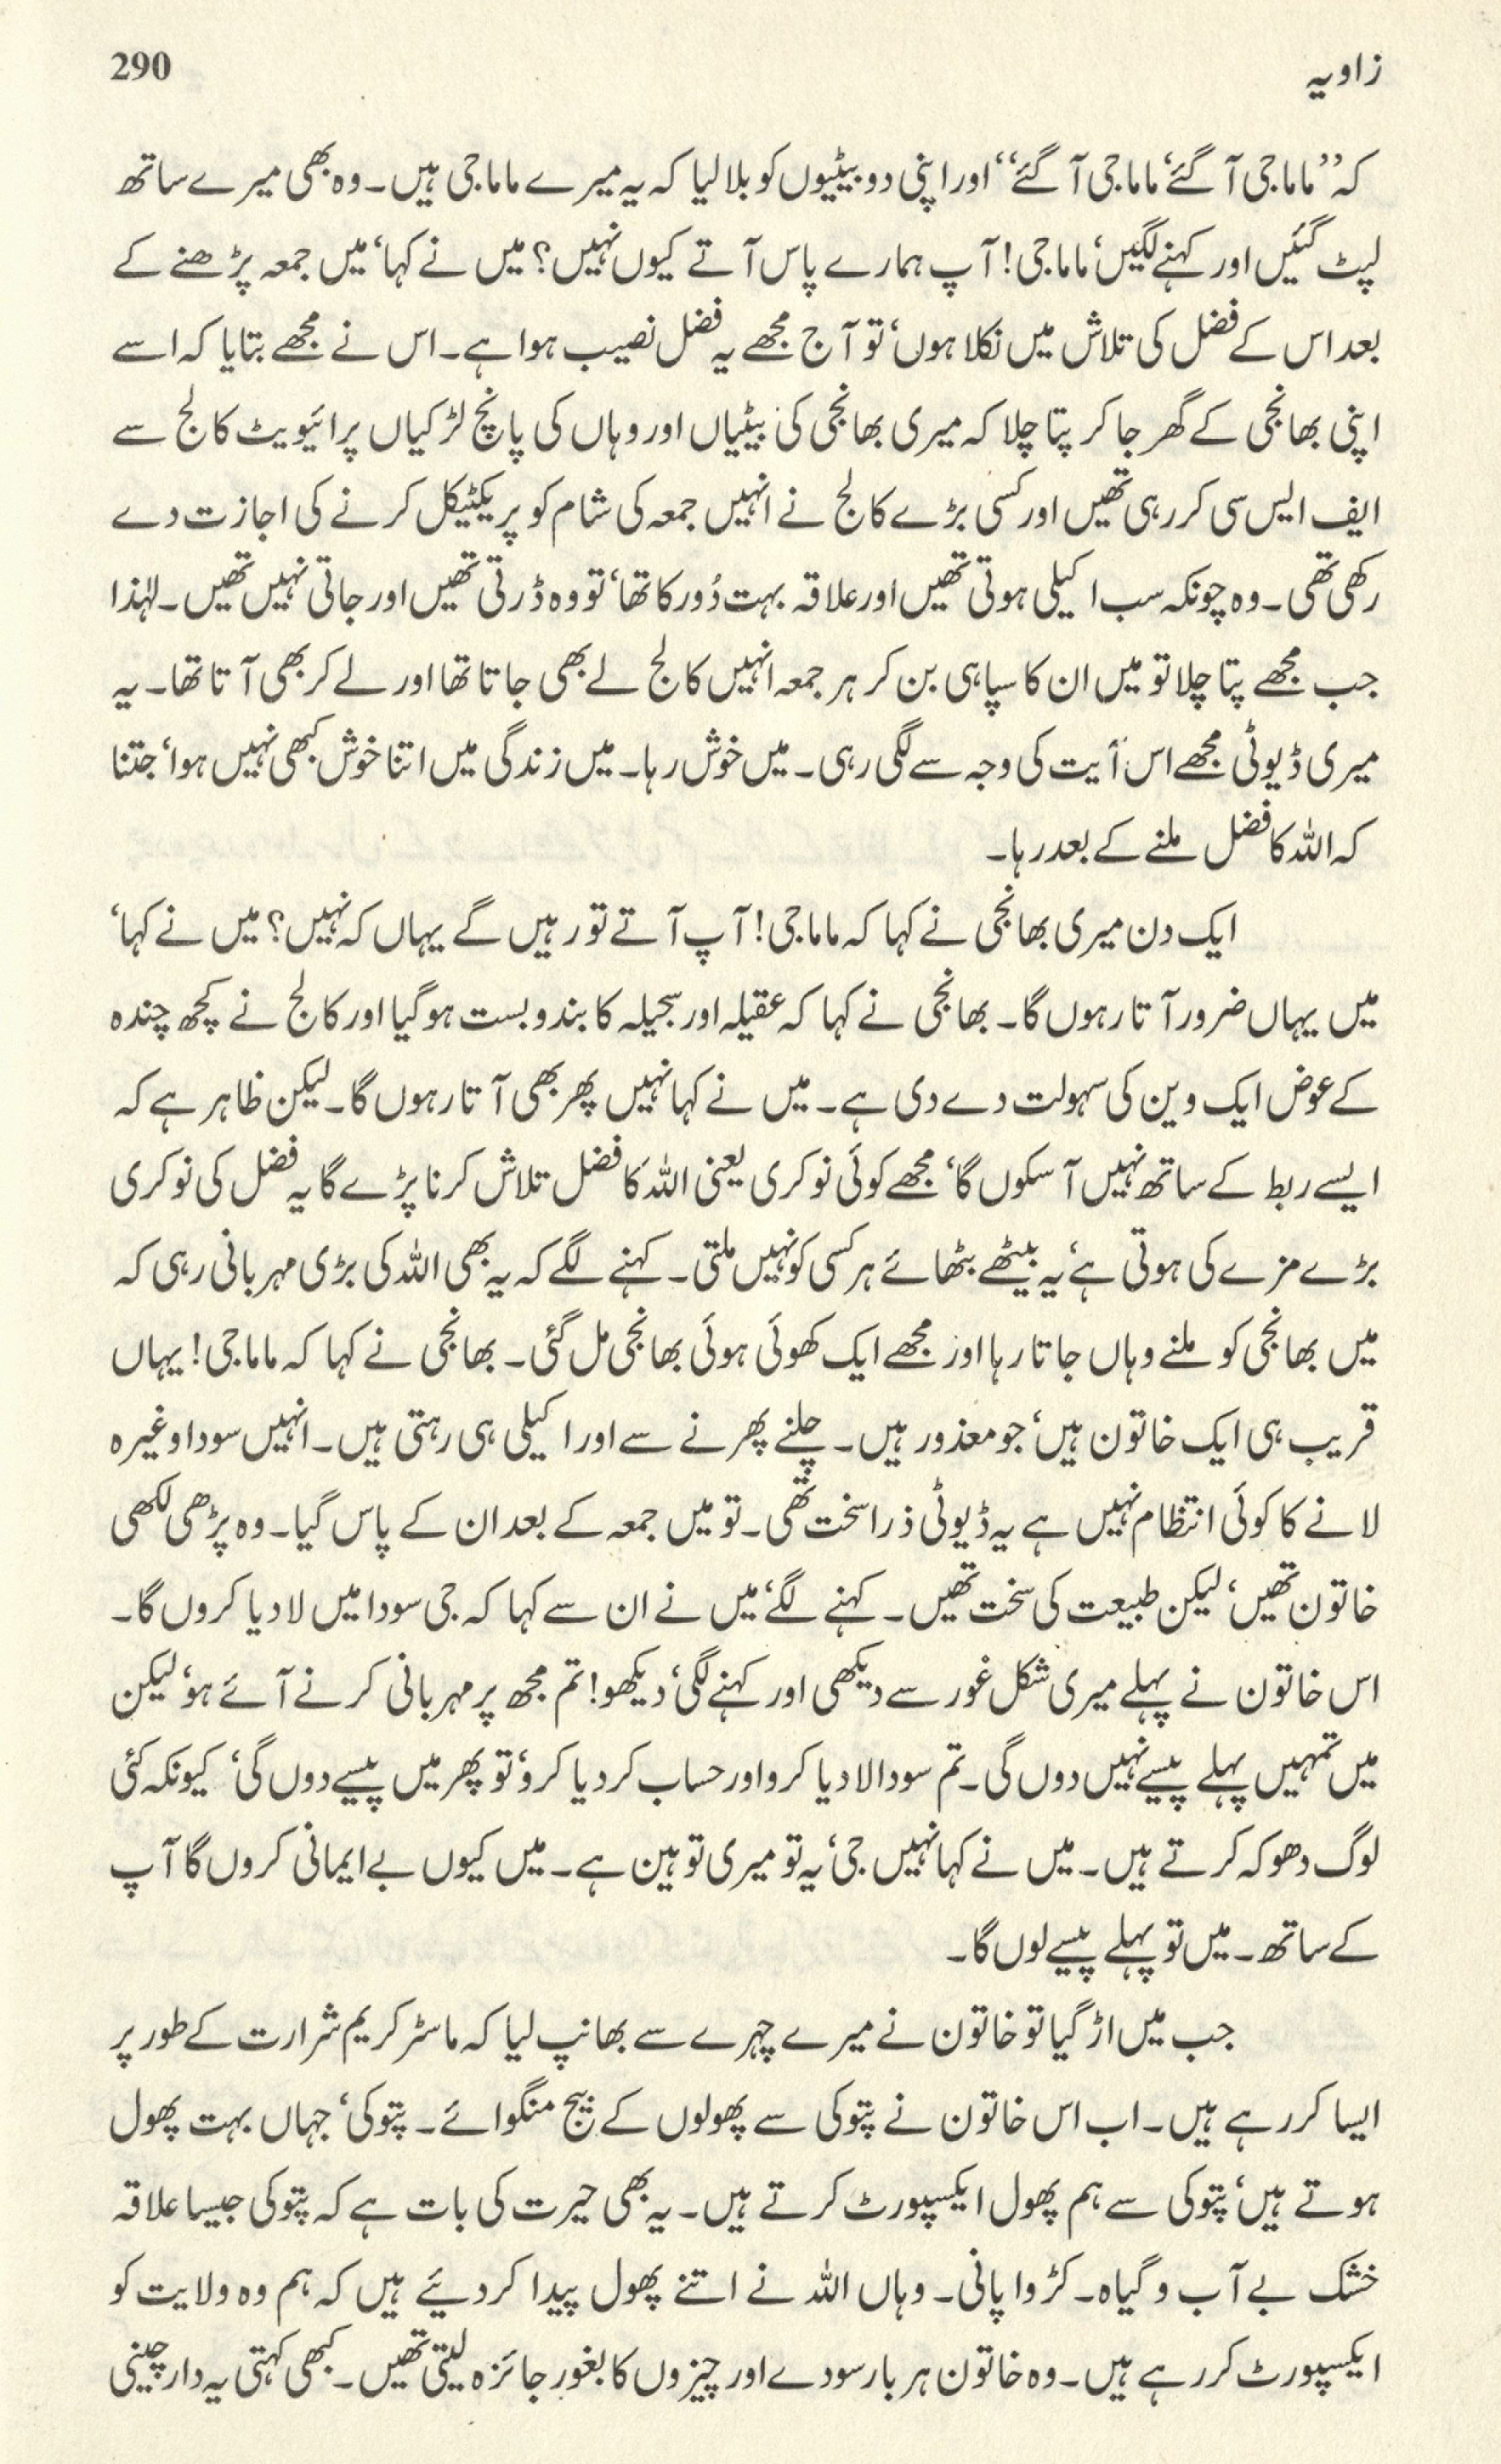 زاویہ 290
کہ ”ماما جی آ گئے‘ ماما جی آ گئے“ اور اپنی دو بیٹیوں کو بلا لیا کہ یہ میرے ماما جی ہیں۔ وہ بھی میرے ساتھ
لپٹ گئیں اور کہنے لگیں‘ ماما جی! آپ ہمارے پاس آتے کیوں نہیں؟ میں نے کہا‘ میں جمعہ پڑھنے کے
بعد اس کے فضل کی تلاش میں نکلا ہوں‘ تو آج مجھے یہ فضل نصیب ہوا ہے۔ اس نے مجھے بتایا کہ اسے
اپنی بھانجی کے گھر جا کر پتا چلا کہ میری بھانجی کی بیٹیاں اور وہاں کی پانچ لڑکیاں پرائیویٹ کالج سے
ایف ایس سی کر رہی تھیں اور کسی بڑے کالج نے انہیں جمعہ کی شام کو پریکٹیکل کرنے کی اجازت دے
رکھی تھی۔ وہ چونکہ سب اکیلی ہوتی تھیں اور علاقہ بہت دُور کا تھا‘ تو وہ ڈرتی تھیں اور جاتی نہیں تھیں۔ لہٰذا
جب مجھے پتا چلا تو میں ان کا سپاہی بن کر ہر جمعہ انہیں کالج لے بھی جاتا تھا اور لے کر بھی آتا تھا۔ یہ
میری ڈیوٹی مجھے اس آیت کی وجہ سے لگی رہی۔ میں خوش رہا۔ میں زندگی میں اتنا خوش کبھی نہیں ہوا‘ جتنا
کہ اللہ کا فضل ملنے کے بعد رہا۔
ایک دن میری بھانجی نے کہا کہ ماما جی! آپ آتے تو رہیں گے یہاں کہ نہیں؟ میں نے کہا‘
میں یہاں ضرور آتا رہوں گا۔ بھانجی نے کہا کہ عقیلہ اور سجیلہ کا بندوبست ہو گیا اور کالج نے کچھ چندہ
کے عوض ایک وین کی سہولت دے دی ہے۔ میں نے کہا نہیں پھر بھی آتا رہوں گا۔ لیکن ظاہر ہے کہ
ایسے ربط کے ساتھ نہیں آ سکوں گا‘ مجھے کوئی نوکری یعنی اللہ کا فضل تلاش کرنا پڑے گا یہ فضل کی نوکری
بڑے مزے کی ہوتی ہے‘ یہ بیٹھے بٹھائے ہر کسی کو نہیں ملتی۔ کہنے لگے کہ یہ بھی اللہ کی بڑی مہربانی رہی کہ
میں بھانجی کو ملنے وہاں جاتا رہا اور مجھے ایک کھوئی ہوئی بھانجی مل گئی۔ بھانجی نے کہا کہ ماما جی! یہاں
قریب ہی ایک خاتون ہیں‘ جو معذور ہیں۔ چلنے پھرنے سے اور اکیلی ہی رہتی ہیں۔ انہیں سودا وغیرہ
لانے کا کوئی انتظام نہیں ہے یہ ڈیوٹی ذرا سخت تھی۔ تو میں جمعہ کے بعد ان کے پاس گیا۔ وہ پڑھی لکھی
خاتون تھیں‘ لیکن طبیعت کی سخت تھیں۔ کہنے لگے‘ میں نے ان سے کہا کہ جی سودا میں لا دیا کروں گا۔
اس خاتون نے پہلے میری شکل غور سے دیکھی اور کہنے لگی‘ دیکھو! تم مجھ پر مہربانی کرنے آئے ہو‘ لیکن
میں تمہیں پہلے پیسے نہیں دوں گی۔ تم سودا لا دیا کرو اور حساب کر دیا کرو‘ تو پھر میں پیسے دوں گی‘ کیونکہ کئی
لوگ دھوکہ کرتے ہیں۔ میں نے کہا نہیں جی‘ یہ تو میری توہین ہے۔ میں کیوں بے ایمانی کروں گا آپ
کے ساتھ۔ میں تو پہلے پیسے لوں گا۔
جب میں اڑ گیا تو خاتون نے میرے چہرے سے بھانپ لیا کہ ماسٹر کریم شرارت کے طور پر
ایسا کر رہے ہیں۔ اب اس خاتون نے پتوکی سے پھولوں کے بیج منگوائے۔ پتوکی‘ جہاں بہت پھول
ہوتے ہیں‘ پتوکی سے ہم پھول ایکسپورٹ کرتے ہیں۔ یہ بھی حیرت کی بات ہے کہ پتوکی جیسا علاقہ
خشک بے آب و گیاہ۔ کڑوا پانی۔ وہاں اللہ نے اتنے پھول پیدا کر دیئے ہیں کہ ہم وہ ولایت کو
ایکسپورٹ کر رہے ہیں۔ وہ خاتون ہر بار سودے اور چیزوں کا بغور جائزہ لیتی تھیں۔ کبھی کہتی یہ دار چینی